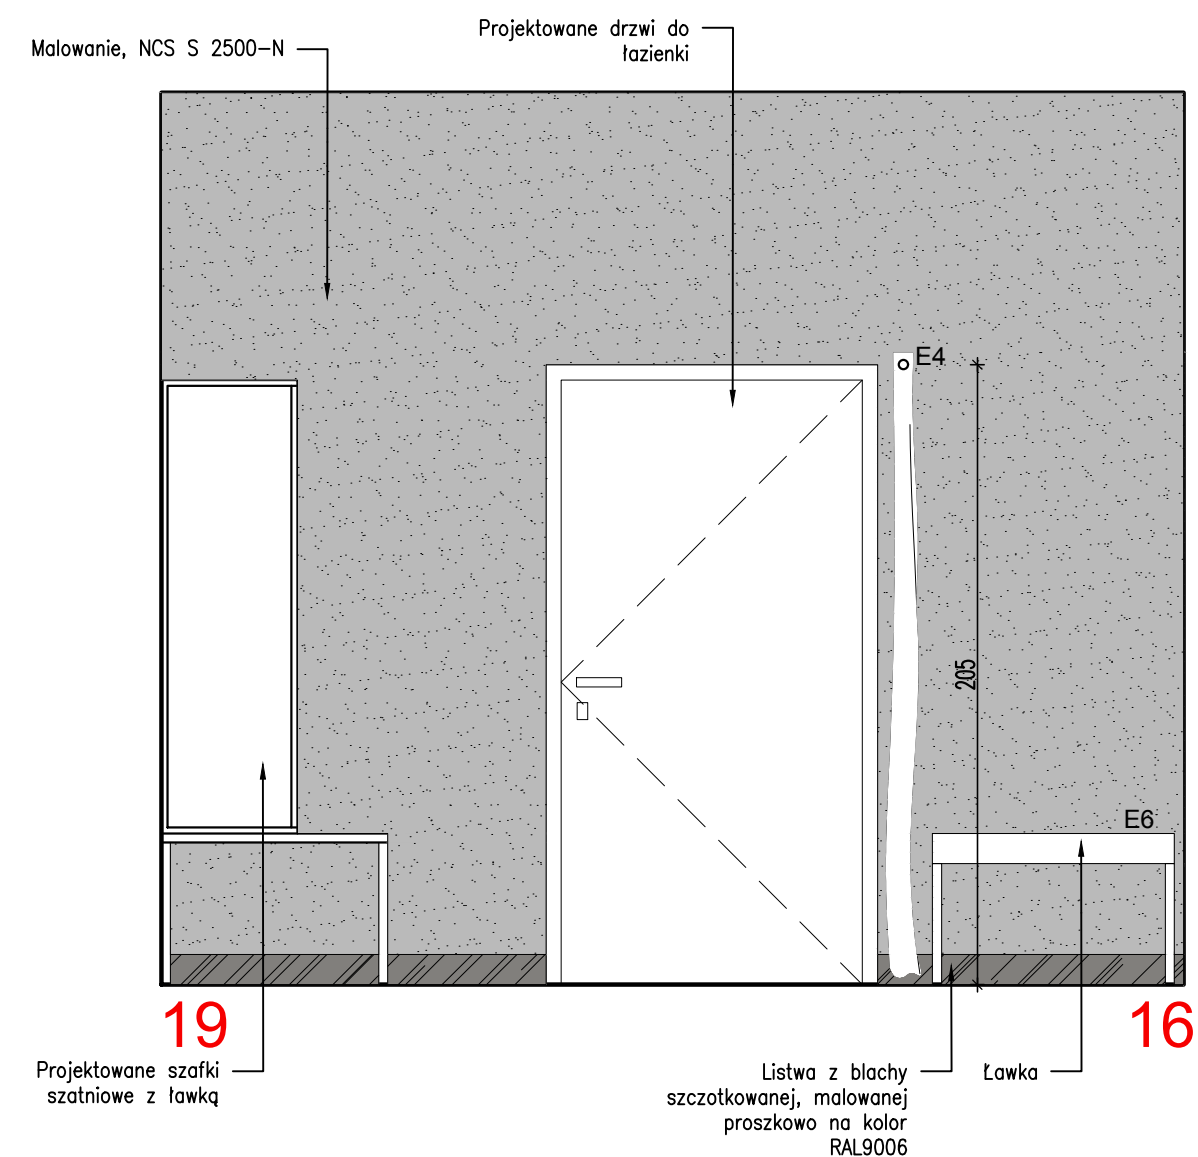 Projektowane drzwi do
łazienki
Malowanie, NCS S 2500-N
E4
205
E6
19
16
Projektowane szafki
szatniowe z ławką
Listwa z blachy
szczotkowanej, malowanej
proszkowo na kolor
RAL9006
Ławka